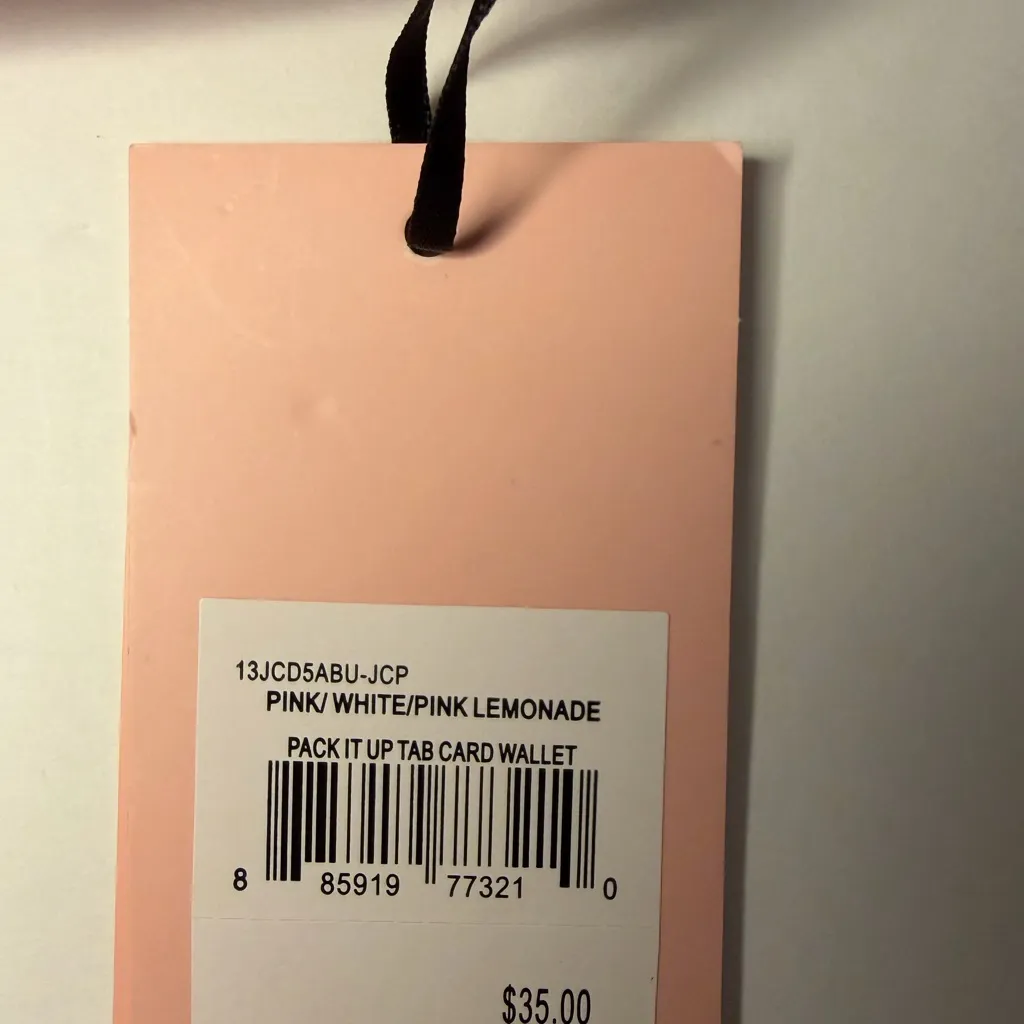 13JCD5ABU-JCP
PINK/ WHITE/PINK LEMONADE
PACK IT UP TAB CARD WALLET
8 85919 77321 0
$35.00